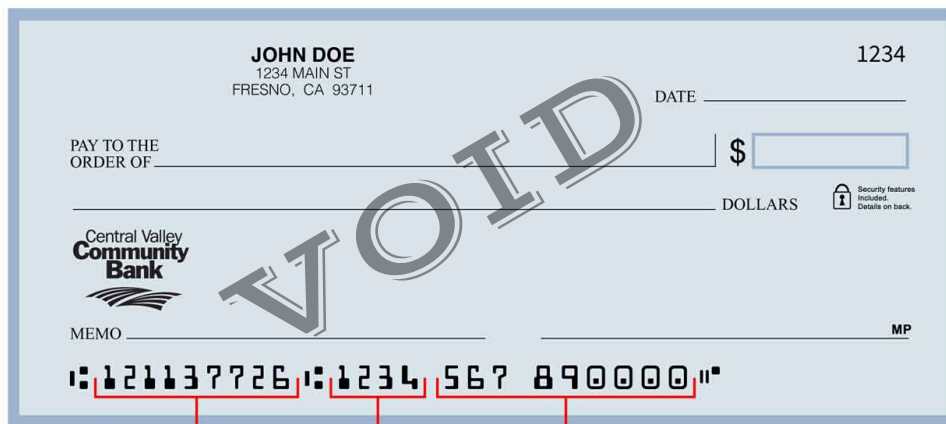 JOHN DOE
1234 MAIN ST
FRESNO, CA 93711
1234
DATE
PAY TO THE
ORDER OF
$
DOLLARS
Security features
Included.
Details on back.
VOID
Central Valley
Community
Bank
MEMO
MP
⑆121137726⑆1234 567 890000⑈